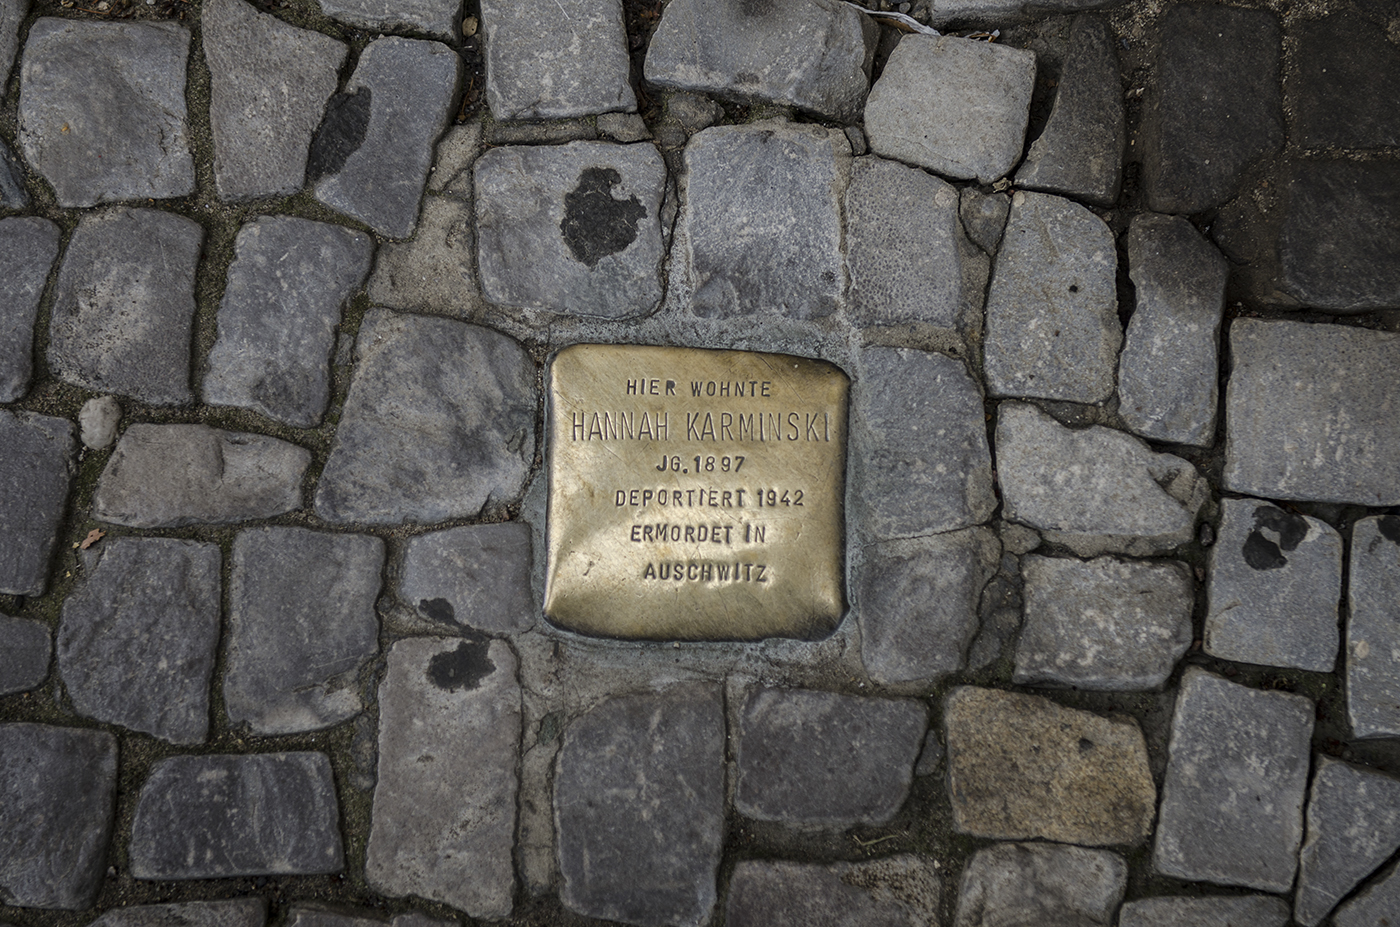 HIER WOHNTE
HANNAH KARMINSKI
JG. 1897
DEPORTIERT 1942
ERMORDET IN
AUSCHWITZ